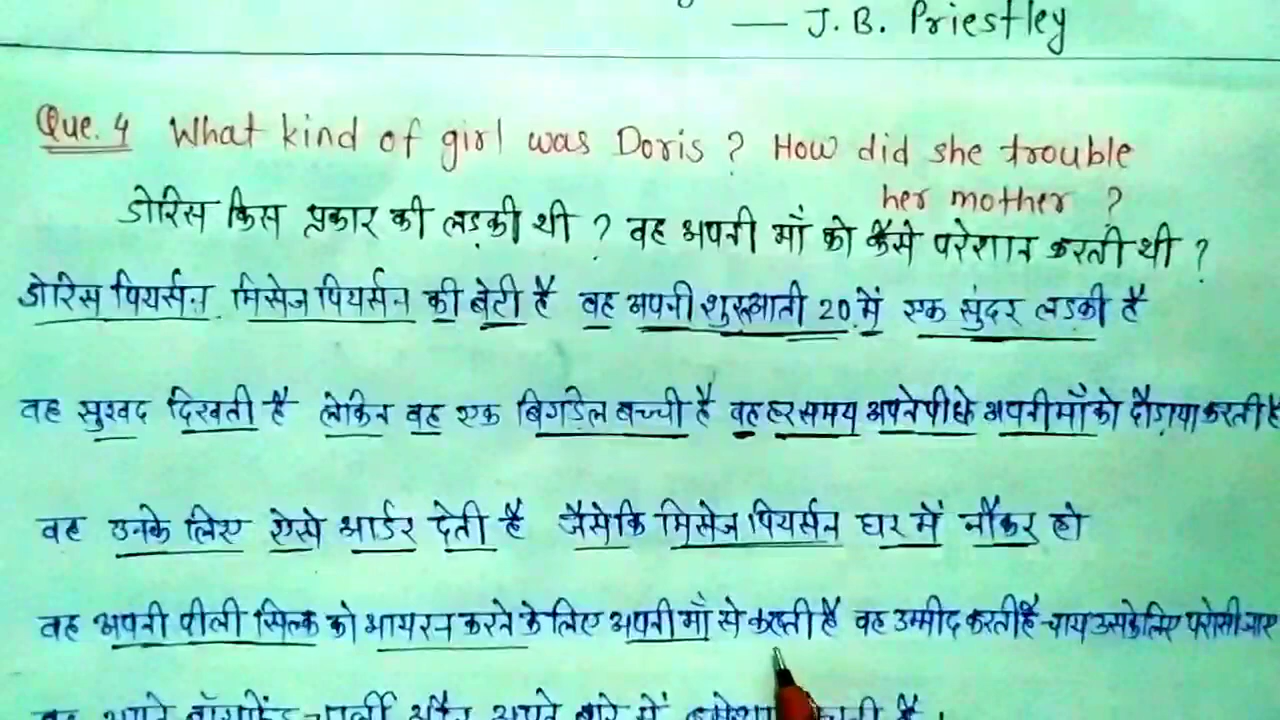 — J. B. Priestley
Que. 4 What kind of girl was Doris ? How did she trouble
her mother ?
डोरिस किस प्रकार की लड़की थी ? वह अपनी माँ को कैसे परेशान करती थी ?
डोरिस पियर्सन मिसेज पियर्सन की बेटी है वह अपनी शुरुआती 20 में एक सुंदर लड़की है
वह सुखद दिखती है लेकिन वह एक बिगड़ैल बच्ची है वह हर समय अपने पीछे अपनी माँ को दौड़ाया करती है
वह उनके लिए ऐसे आर्डर देती है जैसेकि मिसेज पियर्सन घर में नौकर हो
वह अपनी पीली सिल्क को आयरन करने के लिए अपनी माँ से कहती है वह उम्मीद करती है चाय उसके लिए परोसी जाए